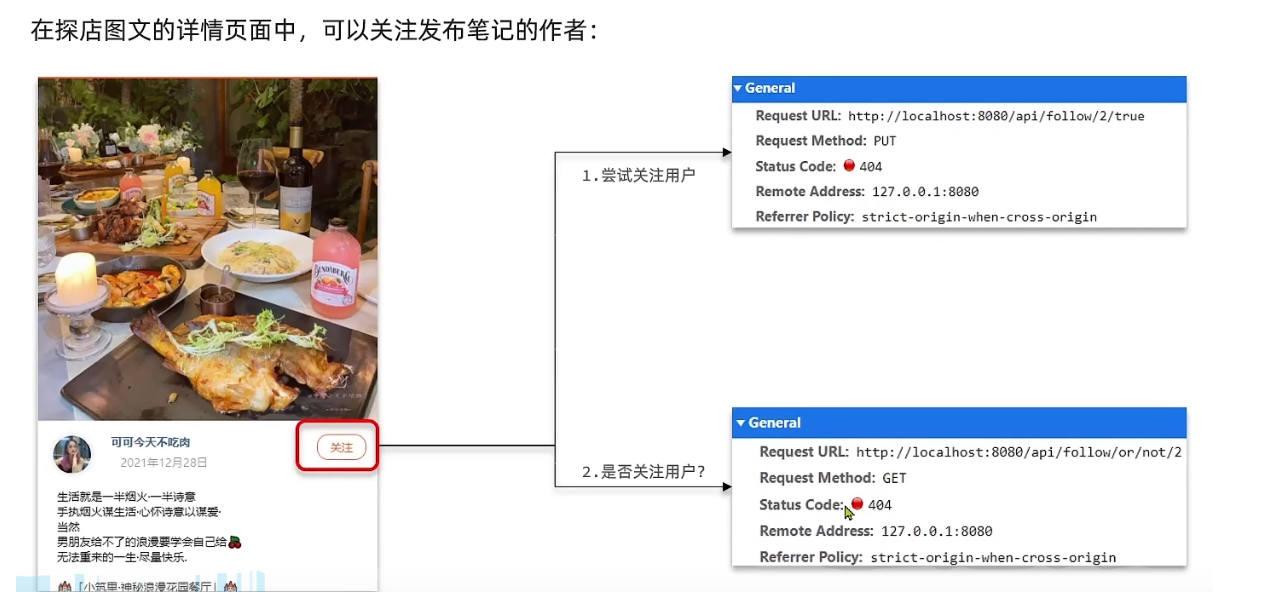 在探店图文的详情页面中，可以关注发布笔记的作者：
General
Request URL: http://localhost:8080/api/follow/2/true
Request Method: PUT
Status Code: 404
Remote Address: 127.0.0.1:8080
Referrer Policy: strict-origin-when-cross-origin
1.尝试关注用户
BUNDABERG
可可今天不吃肉
2021年12月28日
关注
生活就是一半烟火·一半诗意
手执烟火谋生活·心怀诗意以谋爱·
当然
男朋友给不了的浪漫要学会自己给
无法重来的一生·尽量快乐.
「小筑里·神秘浪漫花园餐厅」
2.是否关注用户?
General
Request URL: http://localhost:8080/api/follow/or/not/2
Request Method: GET
Status Code: 404
Remote Address: 127.0.0.1:8080
Referrer Policy: strict-origin-when-cross-origin